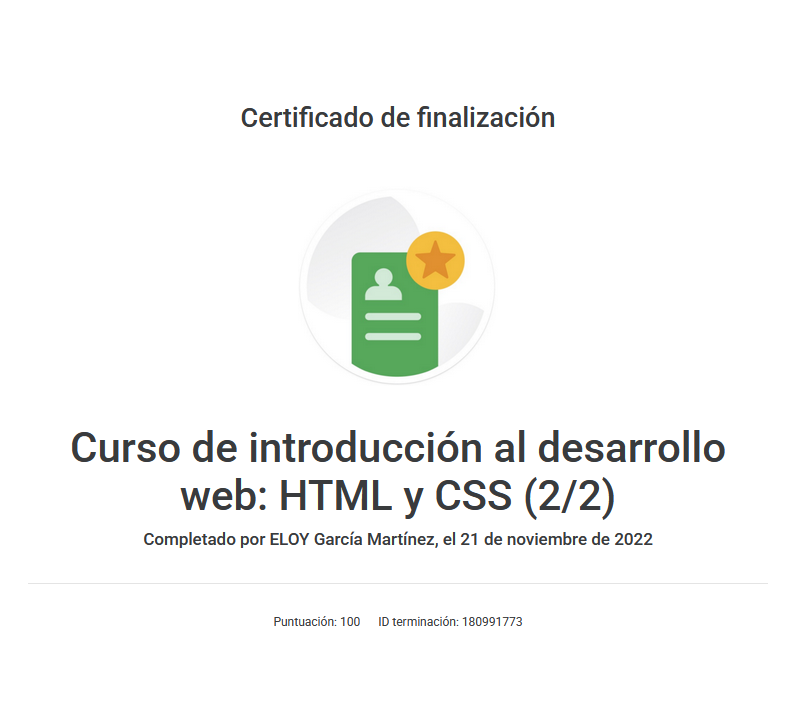 Certificado de finalización
Curso de introducción al desarrollo
web: HTML y CSS (2/2)
Completado por ELOY García Martínez, el 21 de noviembre de 2022
Puntuación: 100 ID terminación: 180991773